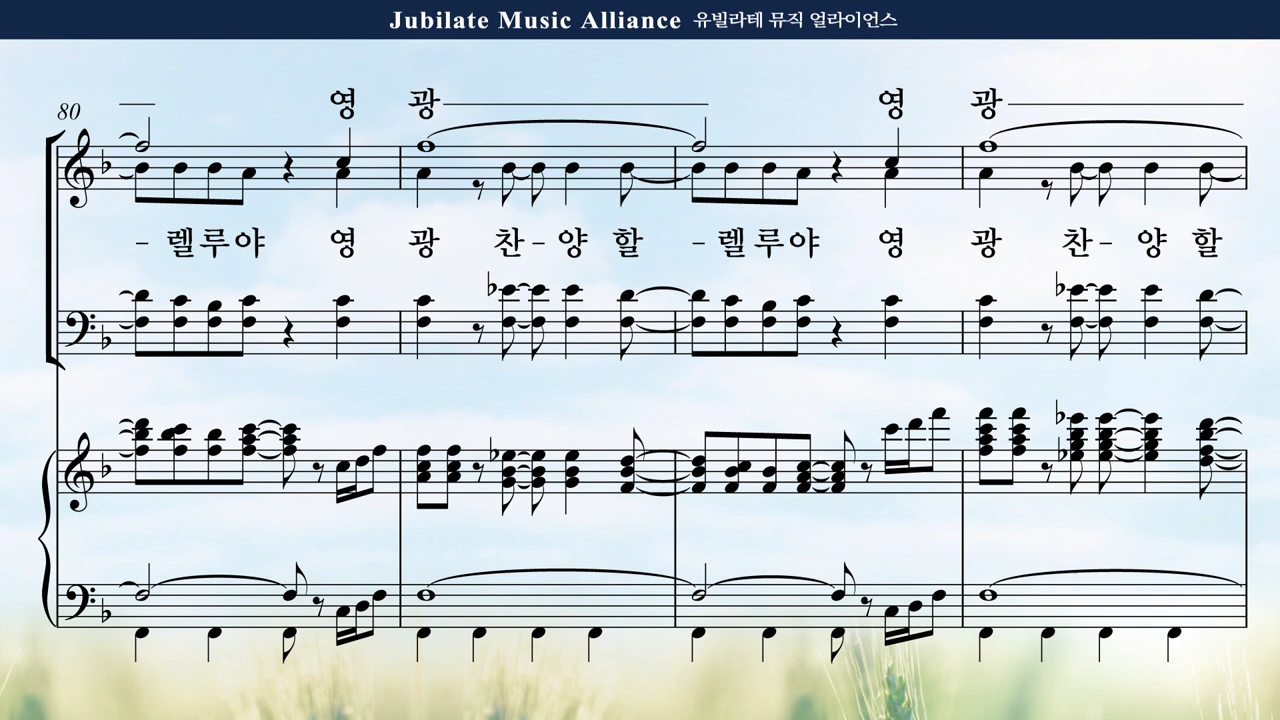 Jubilate Music Alliance 유빌라테 뮤직 얼라이언스
80
영 광 영 광
- 렐루야 영 광 찬 - 양 할 - 렐루야 영 광 찬 - 양 할